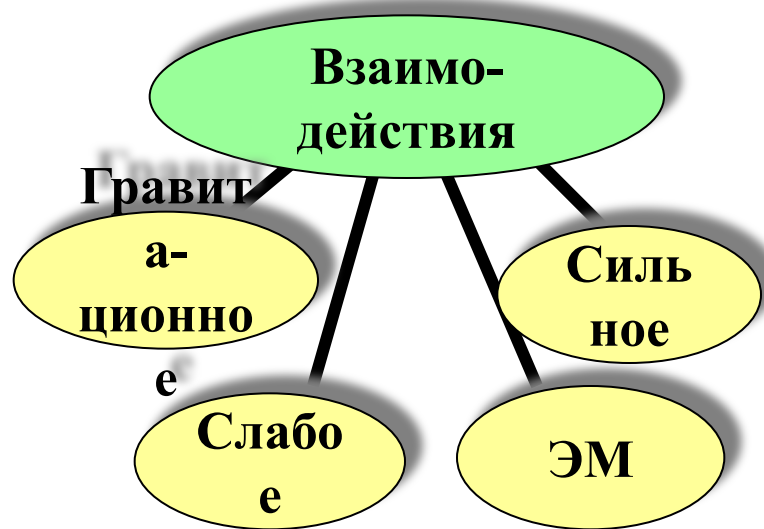 Взаимо-
действия
Гравит
а-
ционно
е
Силь
ное
Слабо
е
ЭМ